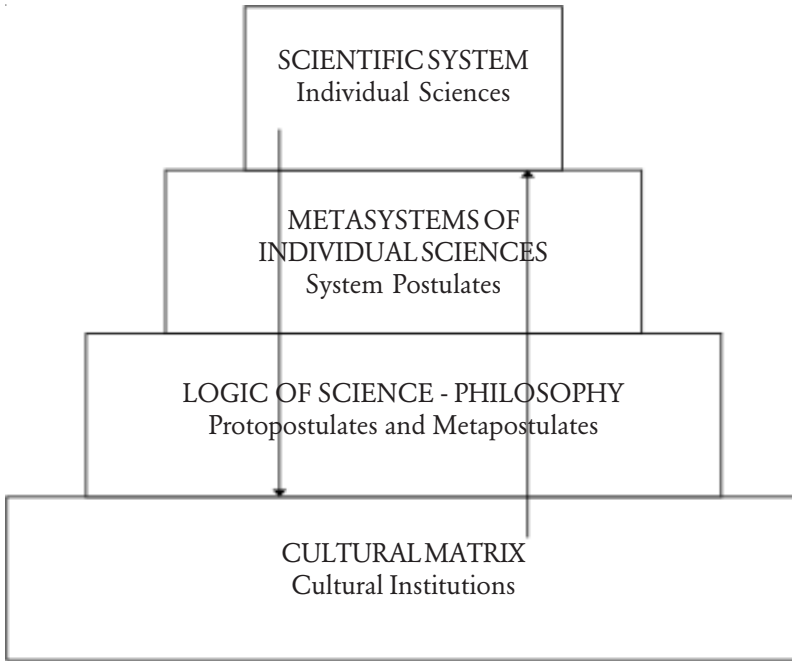 SCIENTIFIC SYSTEM
Individual Sciences
METASYSTEMS OF
INDIVIDUAL SCIENCES
System Postulates
LOGIC OF SCIENCE - PHILOSOPHY
Protopostulates and Metapostulates
CULTURAL MATRIX
Cultural Institutions